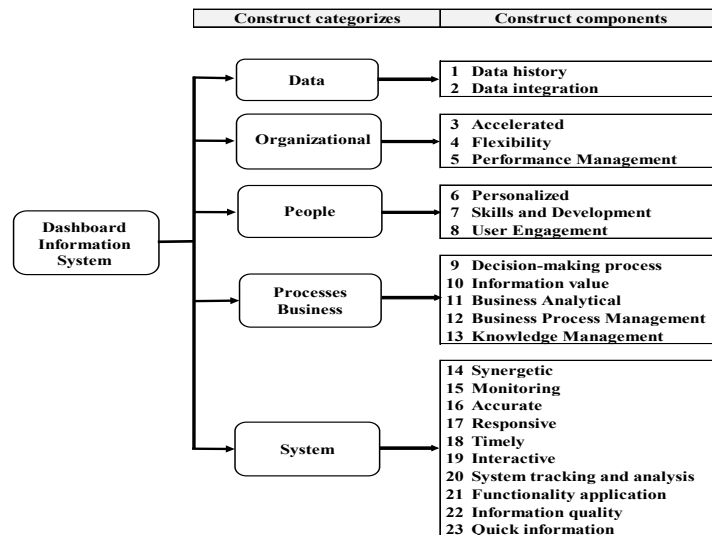 Construct categorizes
Construct components
Dashboard
Information
System
Data
1 Data history
2 Data integration
Organizational
3 Accelerated
4 Flexibility
5 Performance Management
People
6 Personalized
7 Skills and Development
8 User Engagement
Processes
Business
9 Decision-making process
10 Information value
11 Business Analytical
12 Business Process Management
13 Knowledge Management
System
14 Synergetic
15 Monitoring
16 Accurate
17 Responsive
18 Timely
19 Interactive
20 System tracking and analysis
21 Functionality application
22 Information quality
23 Quick information